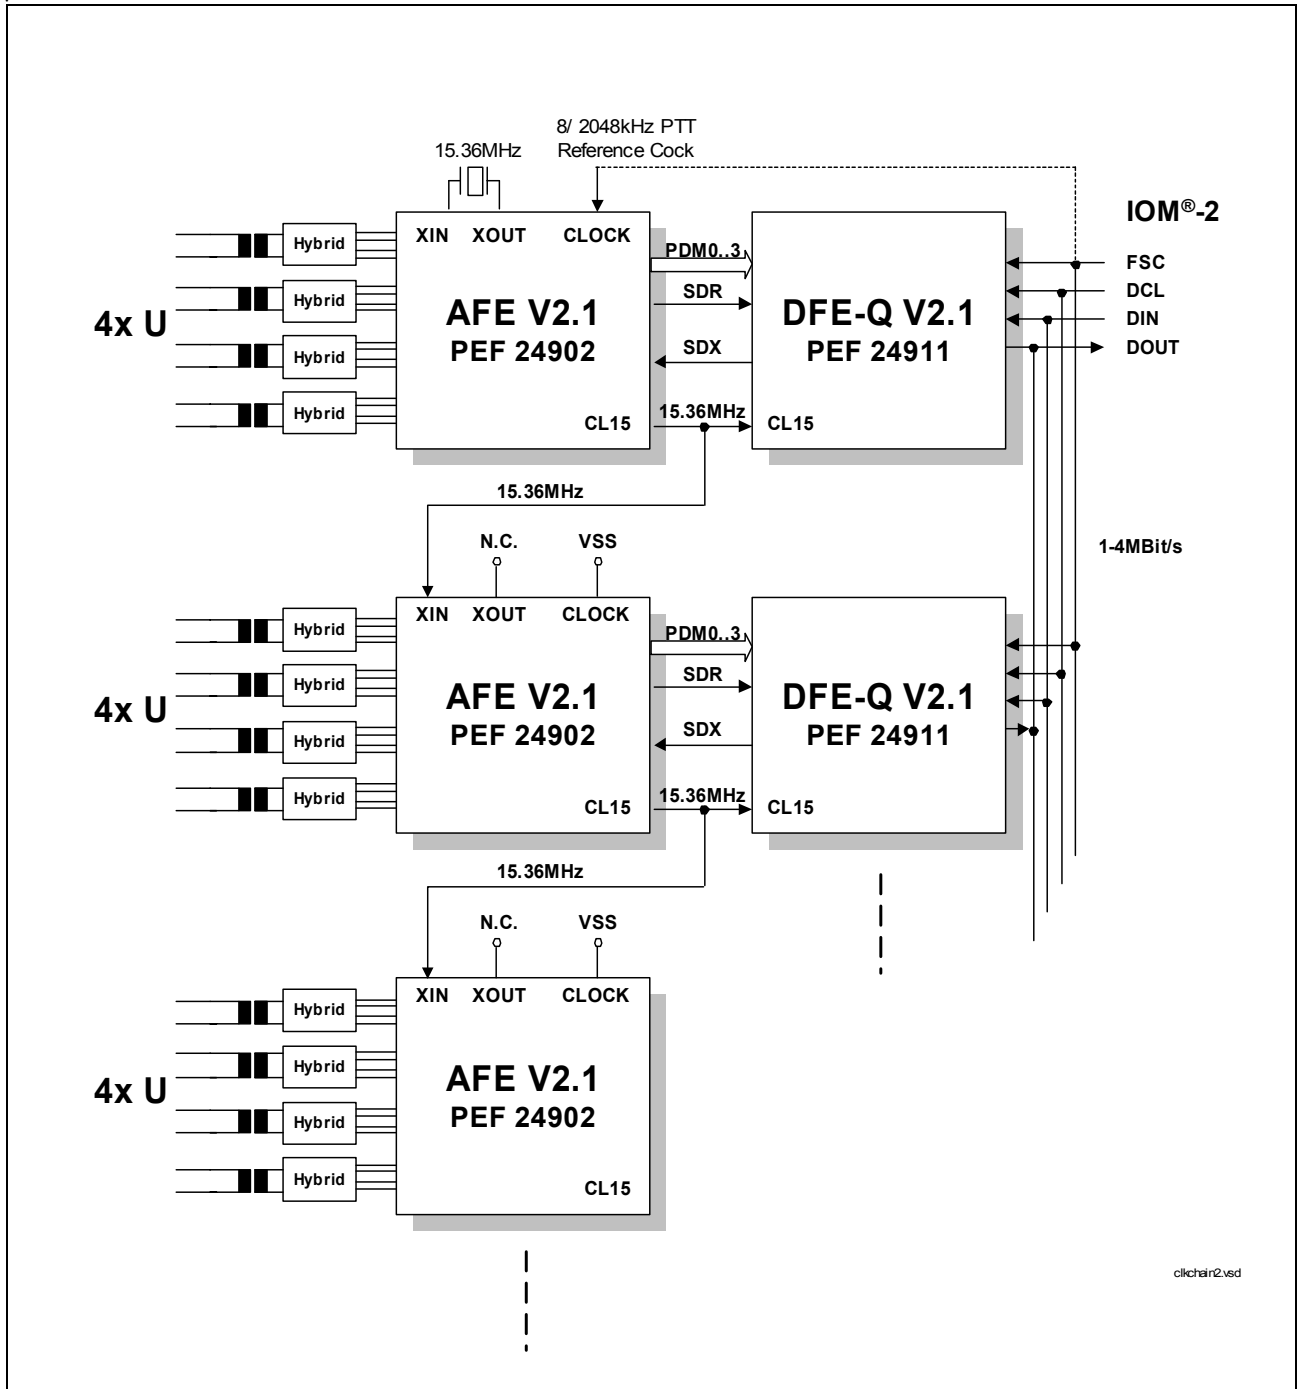 8/ 2048kHz PTT
Reference Cock
15.36MHz
IOM®-2
XIN XOUT CLOCK
Hybrid
PDM0..3
FSC
Hybrid
SDR
DCL
4x U
AFE V2.1
DFE-Q V2.1
DIN
PEF 24902
PEF 24911
DOUT
Hybrid
SDX
Hybrid
CL15
15.36MHz
CL15
15.36MHz
N.C.
VSS
1-4MBit/s
XIN XOUT CLOCK
Hybrid
PDM0..3
Hybrid
SDR
4x U
AFE V2.1
DFE-Q V2.1
PEF 24902
PEF 24911
Hybrid
SDX
Hybrid
CL15
15.36MHz
CL15
15.36MHz
N.C.
VSS
XIN XOUT CLOCK
Hybrid
Hybrid
4x U
AFE V2.1
PEF 24902
Hybrid
Hybrid
CL15
clkchain2.vsd